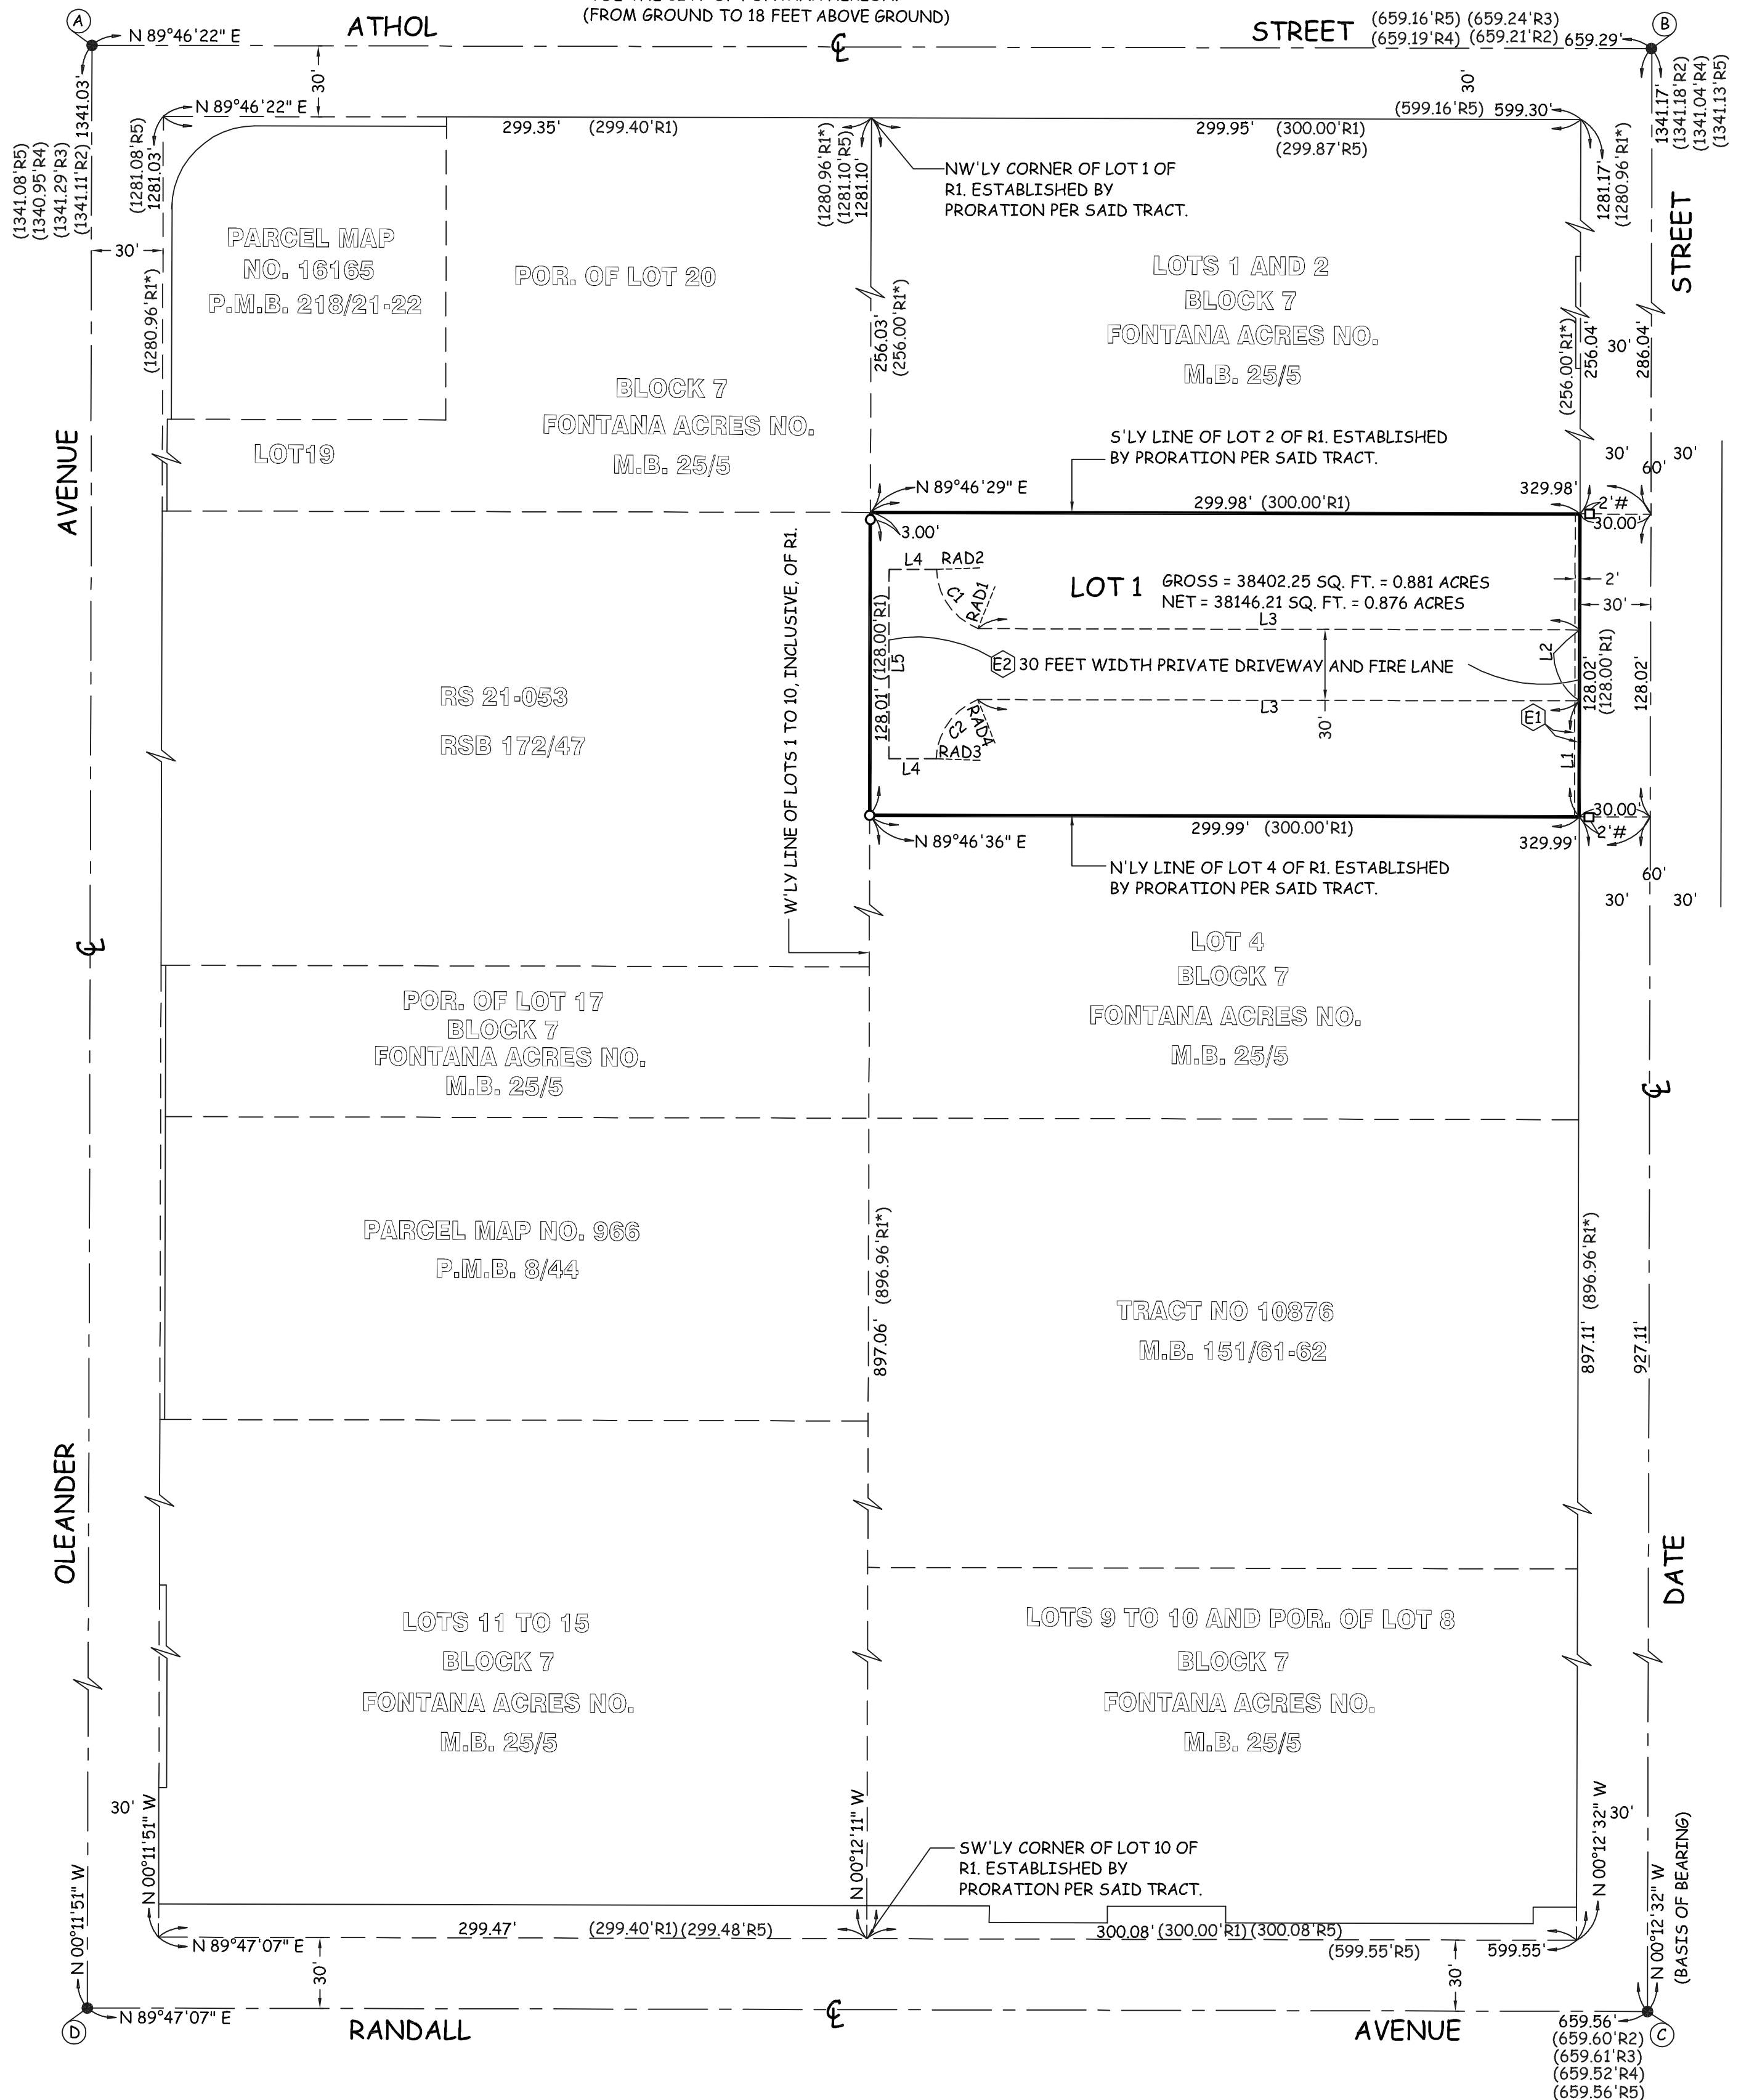 (FROM GROUND TO 18 FEET ABOVE GROUND)
A
N 89°46'22" E
ATHOL
℄
STREET
(659.16'R5) (659.24'R3)
(659.19'R4) (659.21'R2) 659.29'
B
30'
30'
1341.03'
(1341.11'R2)
(1341.29'R3)
(1340.95'R4)
(1341.08'R5)
1341.17'
(1341.18'R2)
(1341.04'R4)
(1341.13'R5)
N 89°46'22" E
(599.16'R5) 599.30'
299.35' (299.40'R1)
299.95' (300.00'R1)
(299.87'R5)
(1281.08'R5)
1281.03'
(1280.96'R1*)
(1280.96'R1*)
(1281.10'R5)
1281.10'
1281.17'
(1280.96'R1*)
NW'LY CORNER OF LOT 1 OF
R1. ESTABLISHED BY
PRORATION PER SAID TRACT.
STREET
30'
PARCEL MAP
NO. 16165
P.M.B. 218/21-22
POR. OF LOT 20
BLOCK 7
FONTANA ACRES NO.
M.B. 25/5
LOTS 1 AND 2
BLOCK 7
FONTANA ACRES NO.
M.B. 25/5
256.03'
(256.00'R1*)
(256.00'R1*)
256.04'
30'
286.04'
AVENUE
LOT19
S'LY LINE OF LOT 2 OF R1. ESTABLISHED
BY PRORATION PER SAID TRACT.
30' 30'
60'
N 89°46'29" E
329.98'
299.98' (300.00'R1)
2'#
30.00'
3.00'
W'LY LINE OF LOTS 1 TO 10, INCLUSIVE, OF R1.
L4 RAD2
C1
RAD1
LOT 1
GROSS = 38402.25 SQ. FT. = 0.881 ACRES
NET = 38146.21 SQ. FT. = 0.876 ACRES
2'
30'
L3
128.01' (128.00'R1)
L5
E2 30 FEET WIDTH PRIVATE DRIVEWAY AND FIRE LANE
L2
128.02'
(128.00'R1)
128.02'
L3
30'
E1
L1
C2
RAD4
RAD3
L4
RS 21-053
RSB 172/47
30.00'
2'#
299.99' (300.00'R1)
329.99'
N 89°46'36" E
N'LY LINE OF LOT 4 OF R1. ESTABLISHED
BY PRORATION PER SAID TRACT.
60'
30' 30'
℄
LOT 4
BLOCK 7
FONTANA ACRES NO.
M.B. 25/5
POR. OF LOT 17
BLOCK 7
FONTANA ACRES NO.
M.B. 25/5
℄
PARCEL MAP NO. 966
P.M.B. 8/44
897.06' (896.96'R1*)
TRACT NO 10876
M.B. 151/61-62
897.11' (896.96'R1*)
927.11'
OLEANDER
DATE
LOTS 11 TO 15
BLOCK 7
FONTANA ACRES NO.
M.B. 25/5
LOTS 9 TO 10 AND POR. OF LOT 8
BLOCK 7
FONTANA ACRES NO.
M.B. 25/5
30'
N 00°11'51" W
N 00°11'51" W
N 00°12'11" W
SW'LY CORNER OF LOT 10 OF
R1. ESTABLISHED BY
PRORATION PER SAID TRACT.
N 00°12'32" W
30'
N 00°12'32" W
(BASIS OF BEARING)
299.47' (299.40'R1) (299.48'R5)
300.08' (300.00'R1) (300.08'R5)
N 89°47'07" E
(599.55'R5) 599.55'
30'
30'
D
N 89°47'07" E
RANDALL
℄
AVENUE
C
659.56'
(659.60'R2)
(659.61'R3)
(659.52'R4)
(659.56'R5)